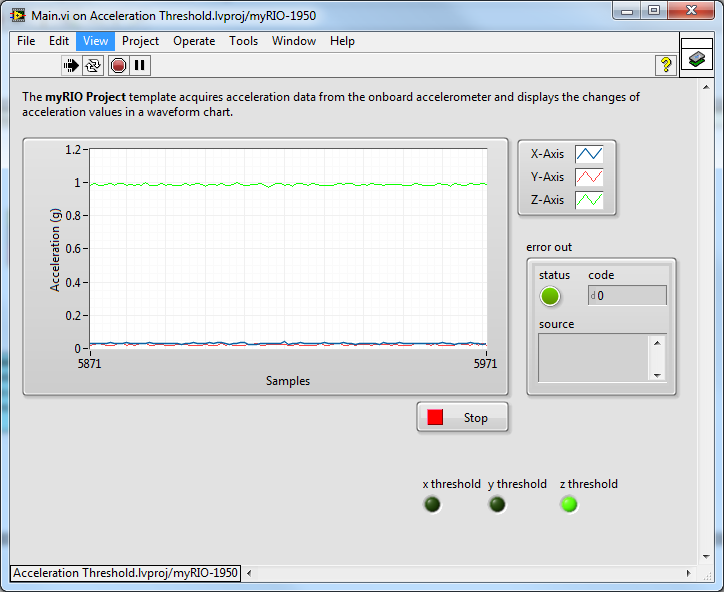 Main.vi on Acceleration Threshold.lvproj/myRIO-1950
File Edit View Project Operate Tools Window Help
?
The myRIO Project template acquires acceleration data from the onboard accelerometer and displays the changes of
acceleration values in a waveform chart.
1.2
1
0.8
0.6
0.4
0.2
0
Acceleration (g)
5871 5971
Samples
X-Axis
Y-Axis
Z-Axis
error out
status code
d 0
source
Stop
x threshold y threshold z threshold
Acceleration Threshold.lvproj/myRIO-1950